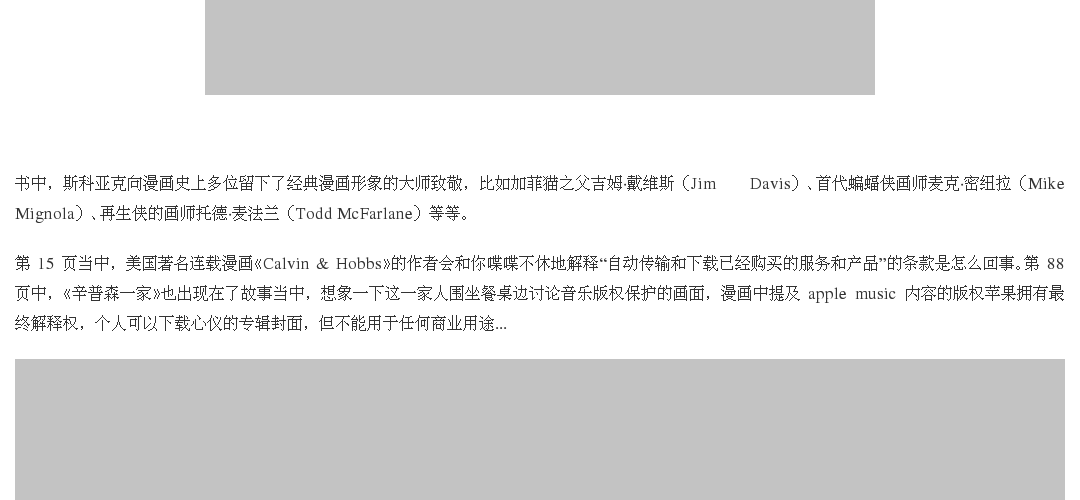 书中，斯科亚克向漫画史上多位留下了经典漫画形象的大师致敬，比如加菲猫之父吉姆·戴维斯（Jim Davis）、首代蝙蝠侠画师麦克·密纽拉（Mike
Mignola）、再生侠的画师托德·麦法兰（Todd McFarlane）等等。
第 15 页当中，美国著名连载漫画《Calvin & Hobbs》的作者会和你喋喋不休地解释“自动传输和下载已经购买的服务和产品”的条款是怎么回事。第 88
页中，《辛普森一家》也出现在了故事当中，想象一下这一家人围坐餐桌边讨论音乐版权保护的画面，漫画中提及 apple music 内容的版权苹果拥有最
终解释权，个人可以下载心仪的专辑封面，但不能用于任何商业用途...